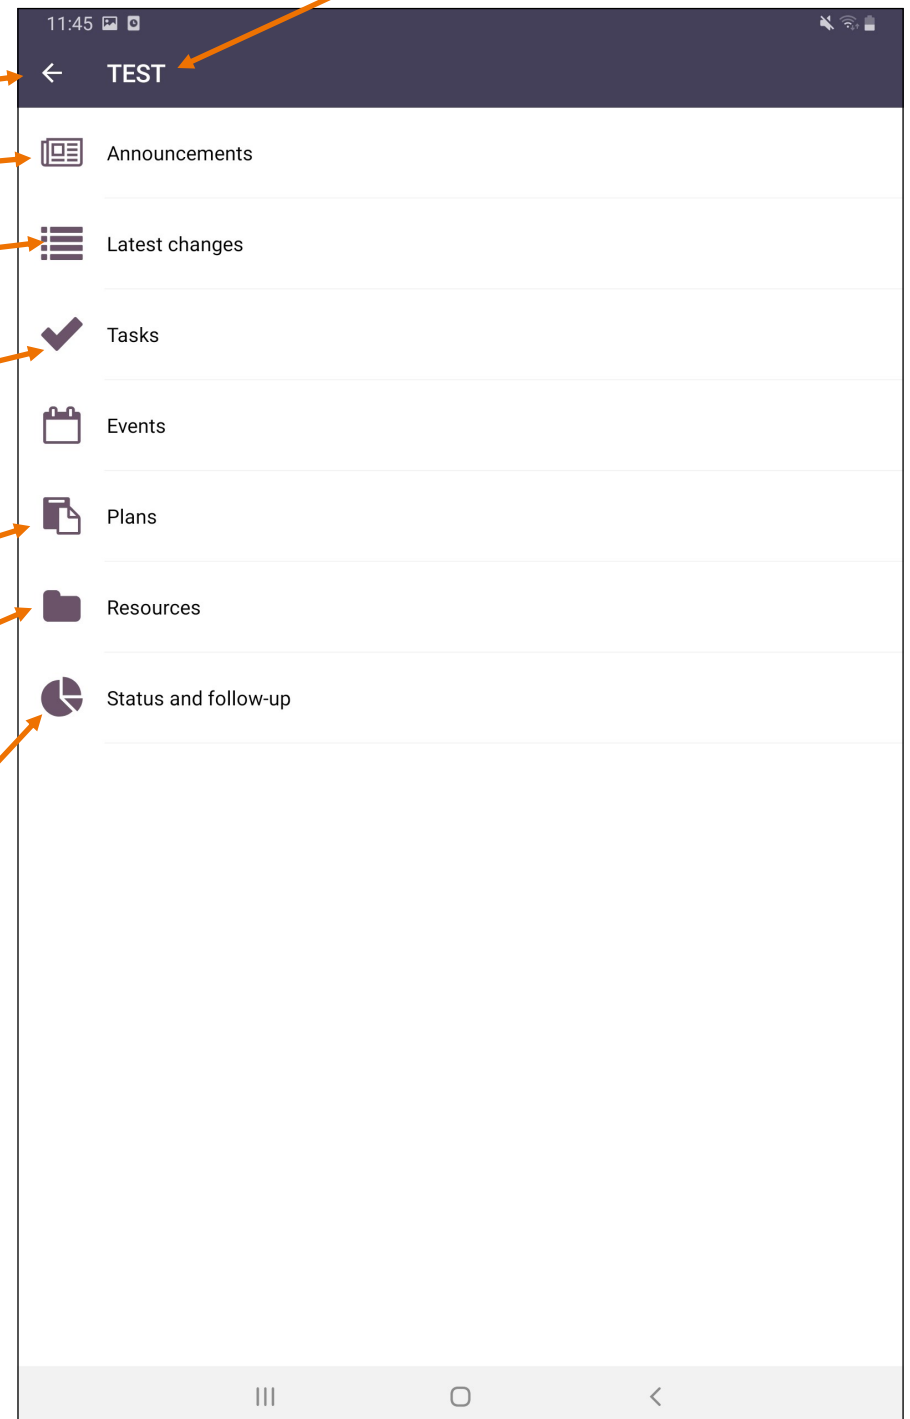 11:45
TEST
Announcements
Latest changes
Tasks
Events
Plans
Resources
Status and follow-up